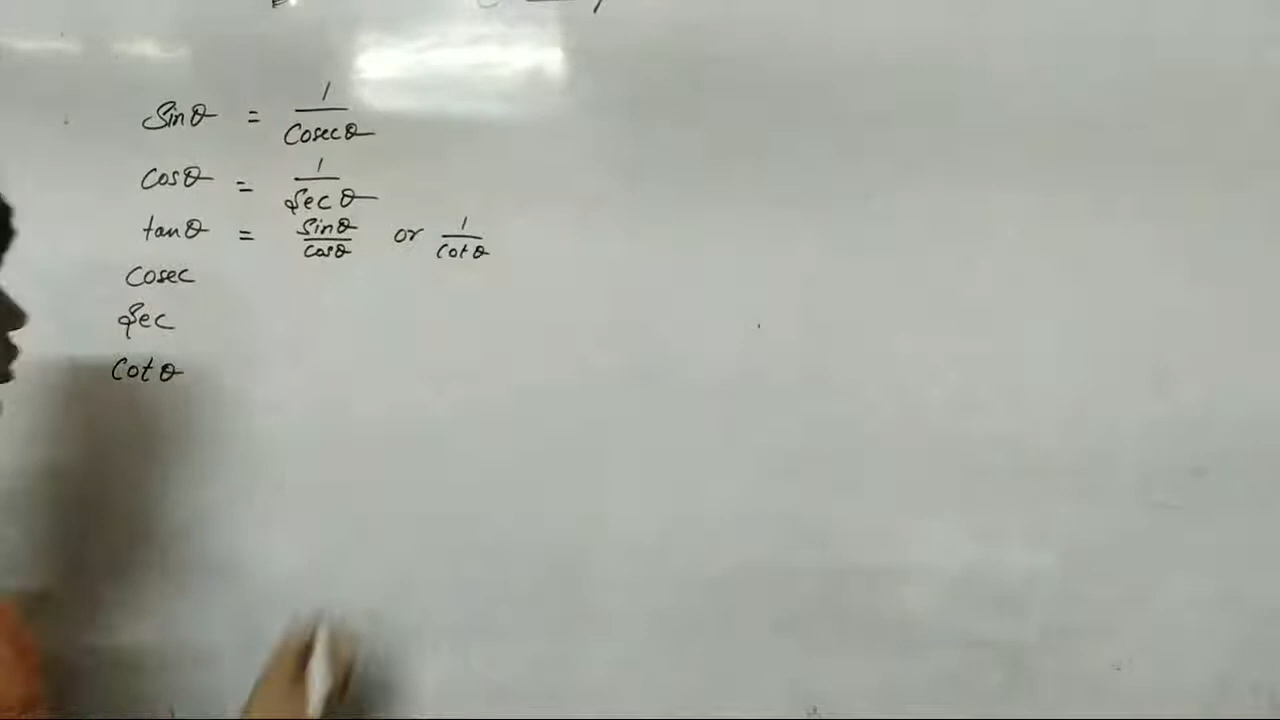 Sinθ = 1/Cosecθ
cosθ = 1/Secθ
tanθ = Sinθ/cosθ or 1/Cotθ
Cosec
Sec
Cotθ